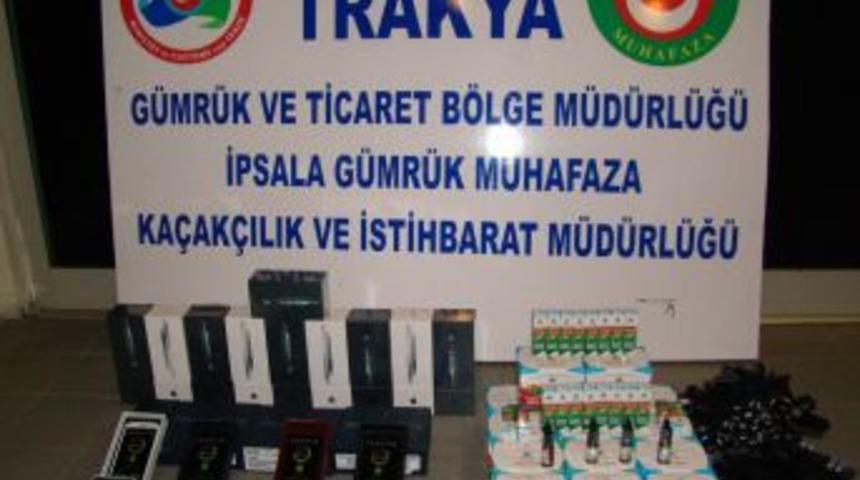 TRAKYA
MUHAFAZA
GÜMRÜK VE TİCARET BÖLGE MÜDÜRLÜĞÜ
İPSALA GÜMRÜK MUHAFAZA
KAÇAKÇILIK VE İSTİHBARAT MÜDÜRLÜĞÜ